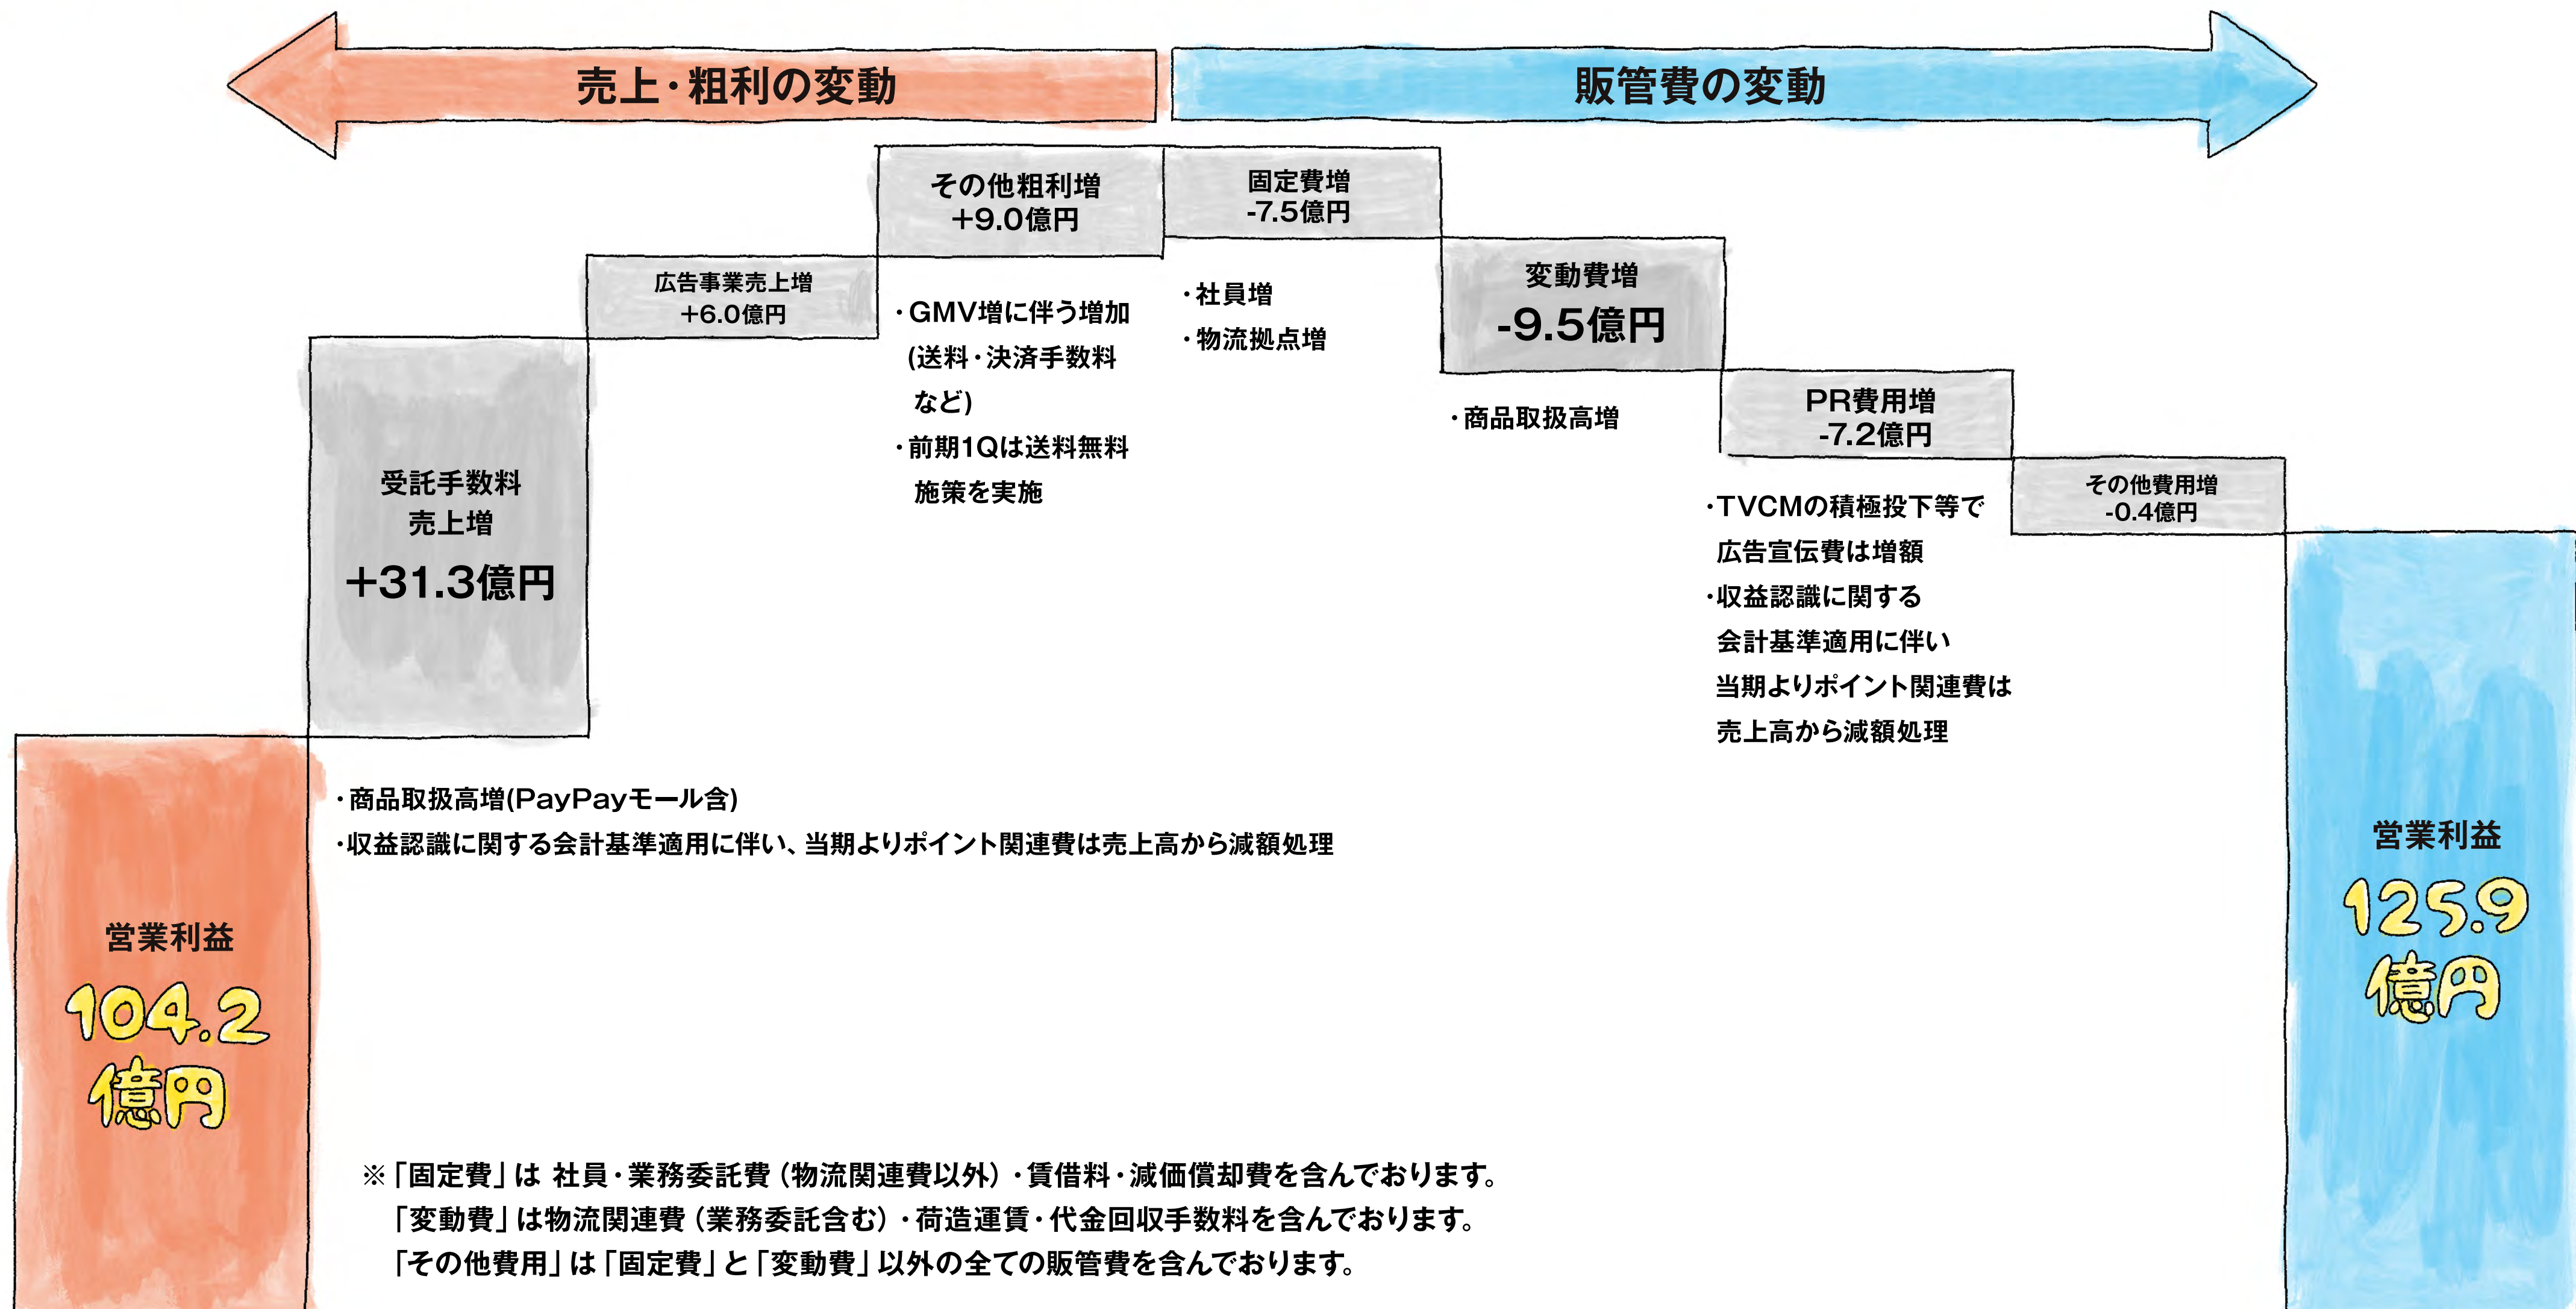 売上・粗利の変動
販管費の変動
その他粗利増
+9.0億円
固定費増
-7.5億円
広告事業売上増
+6.0億円
変動費増
-9.5億円
・GMV増に伴う増加
(送料・決済手数料
など)
・前期1Qは送料無料
施策を実施
・社員増
・物流拠点増
・商品取扱高増
PR費用増
-7.2億円
その他費用増
-0.4億円
受託手数料
売上増
+31.3億円
・TVCMの積極投下等で
広告宣伝費は増額
・収益認識に関する
会計基準適用に伴い
当期よりポイント関連費は
売上高から減額処理
・商品取扱高増(PayPayモール含)
・収益認識に関する会計基準適用に伴い、当期よりポイント関連費は売上高から減額処理
営業利益
104.2
億円
営業利益
125.9
億円
※「固定費」は 社員・業務委託費(物流関連費以外)・賃借料・減価償却費を含んでおります。
「変動費」は物流関連費(業務委託含む)・荷造運賃・代金回収手数料を含んでおります。
「その他費用」は「固定費」と「変動費」以外の全ての販管費を含んでおります。